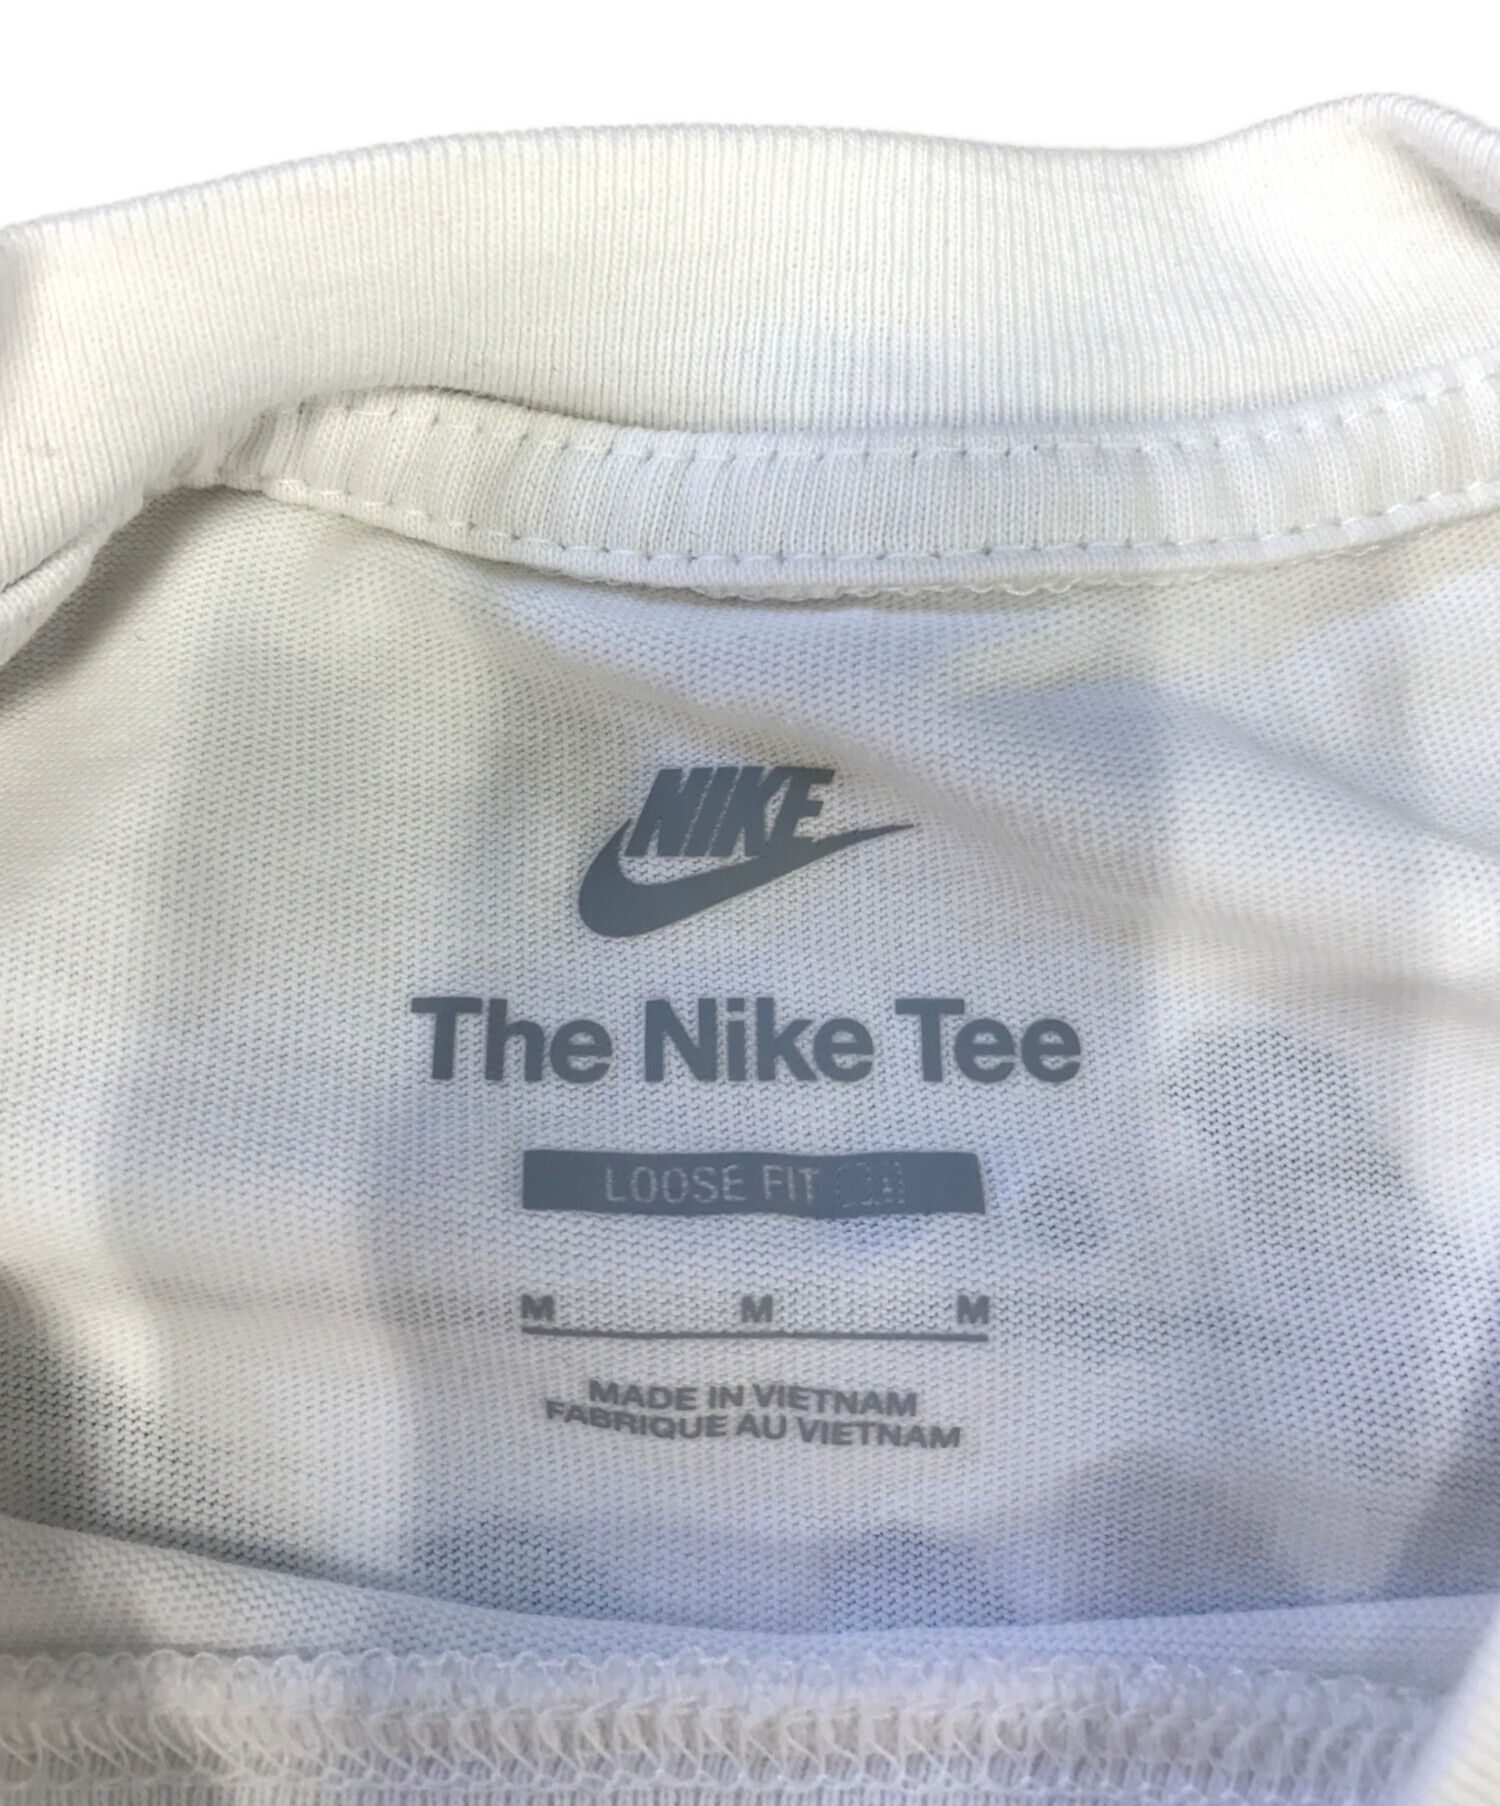 NIKE
The Nike Tee
LOOSE FIT
M M M
MADE IN VIETNAM
FABRIQUE AU VIETNAM